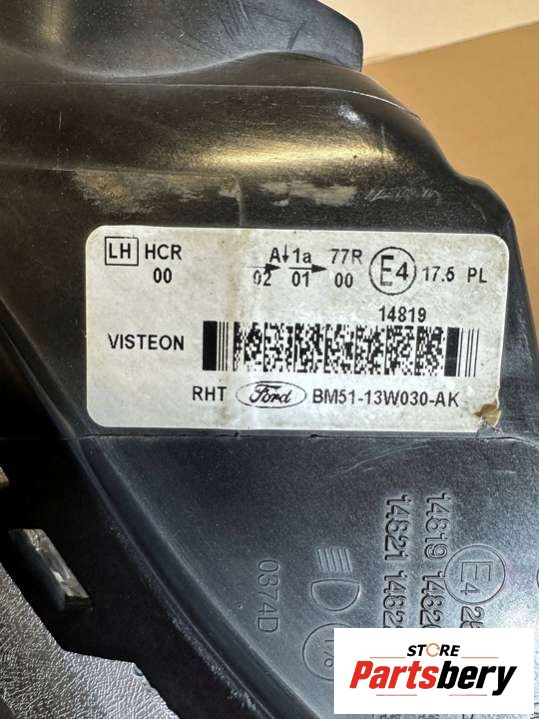 LH HCR A↓1a 77R E4 17.5 PL
00 02 01 00
14819
VISTEON
RHT Ford BM51-13W030-AK
14819
14821
0374D
E4
STORE
Partsbery